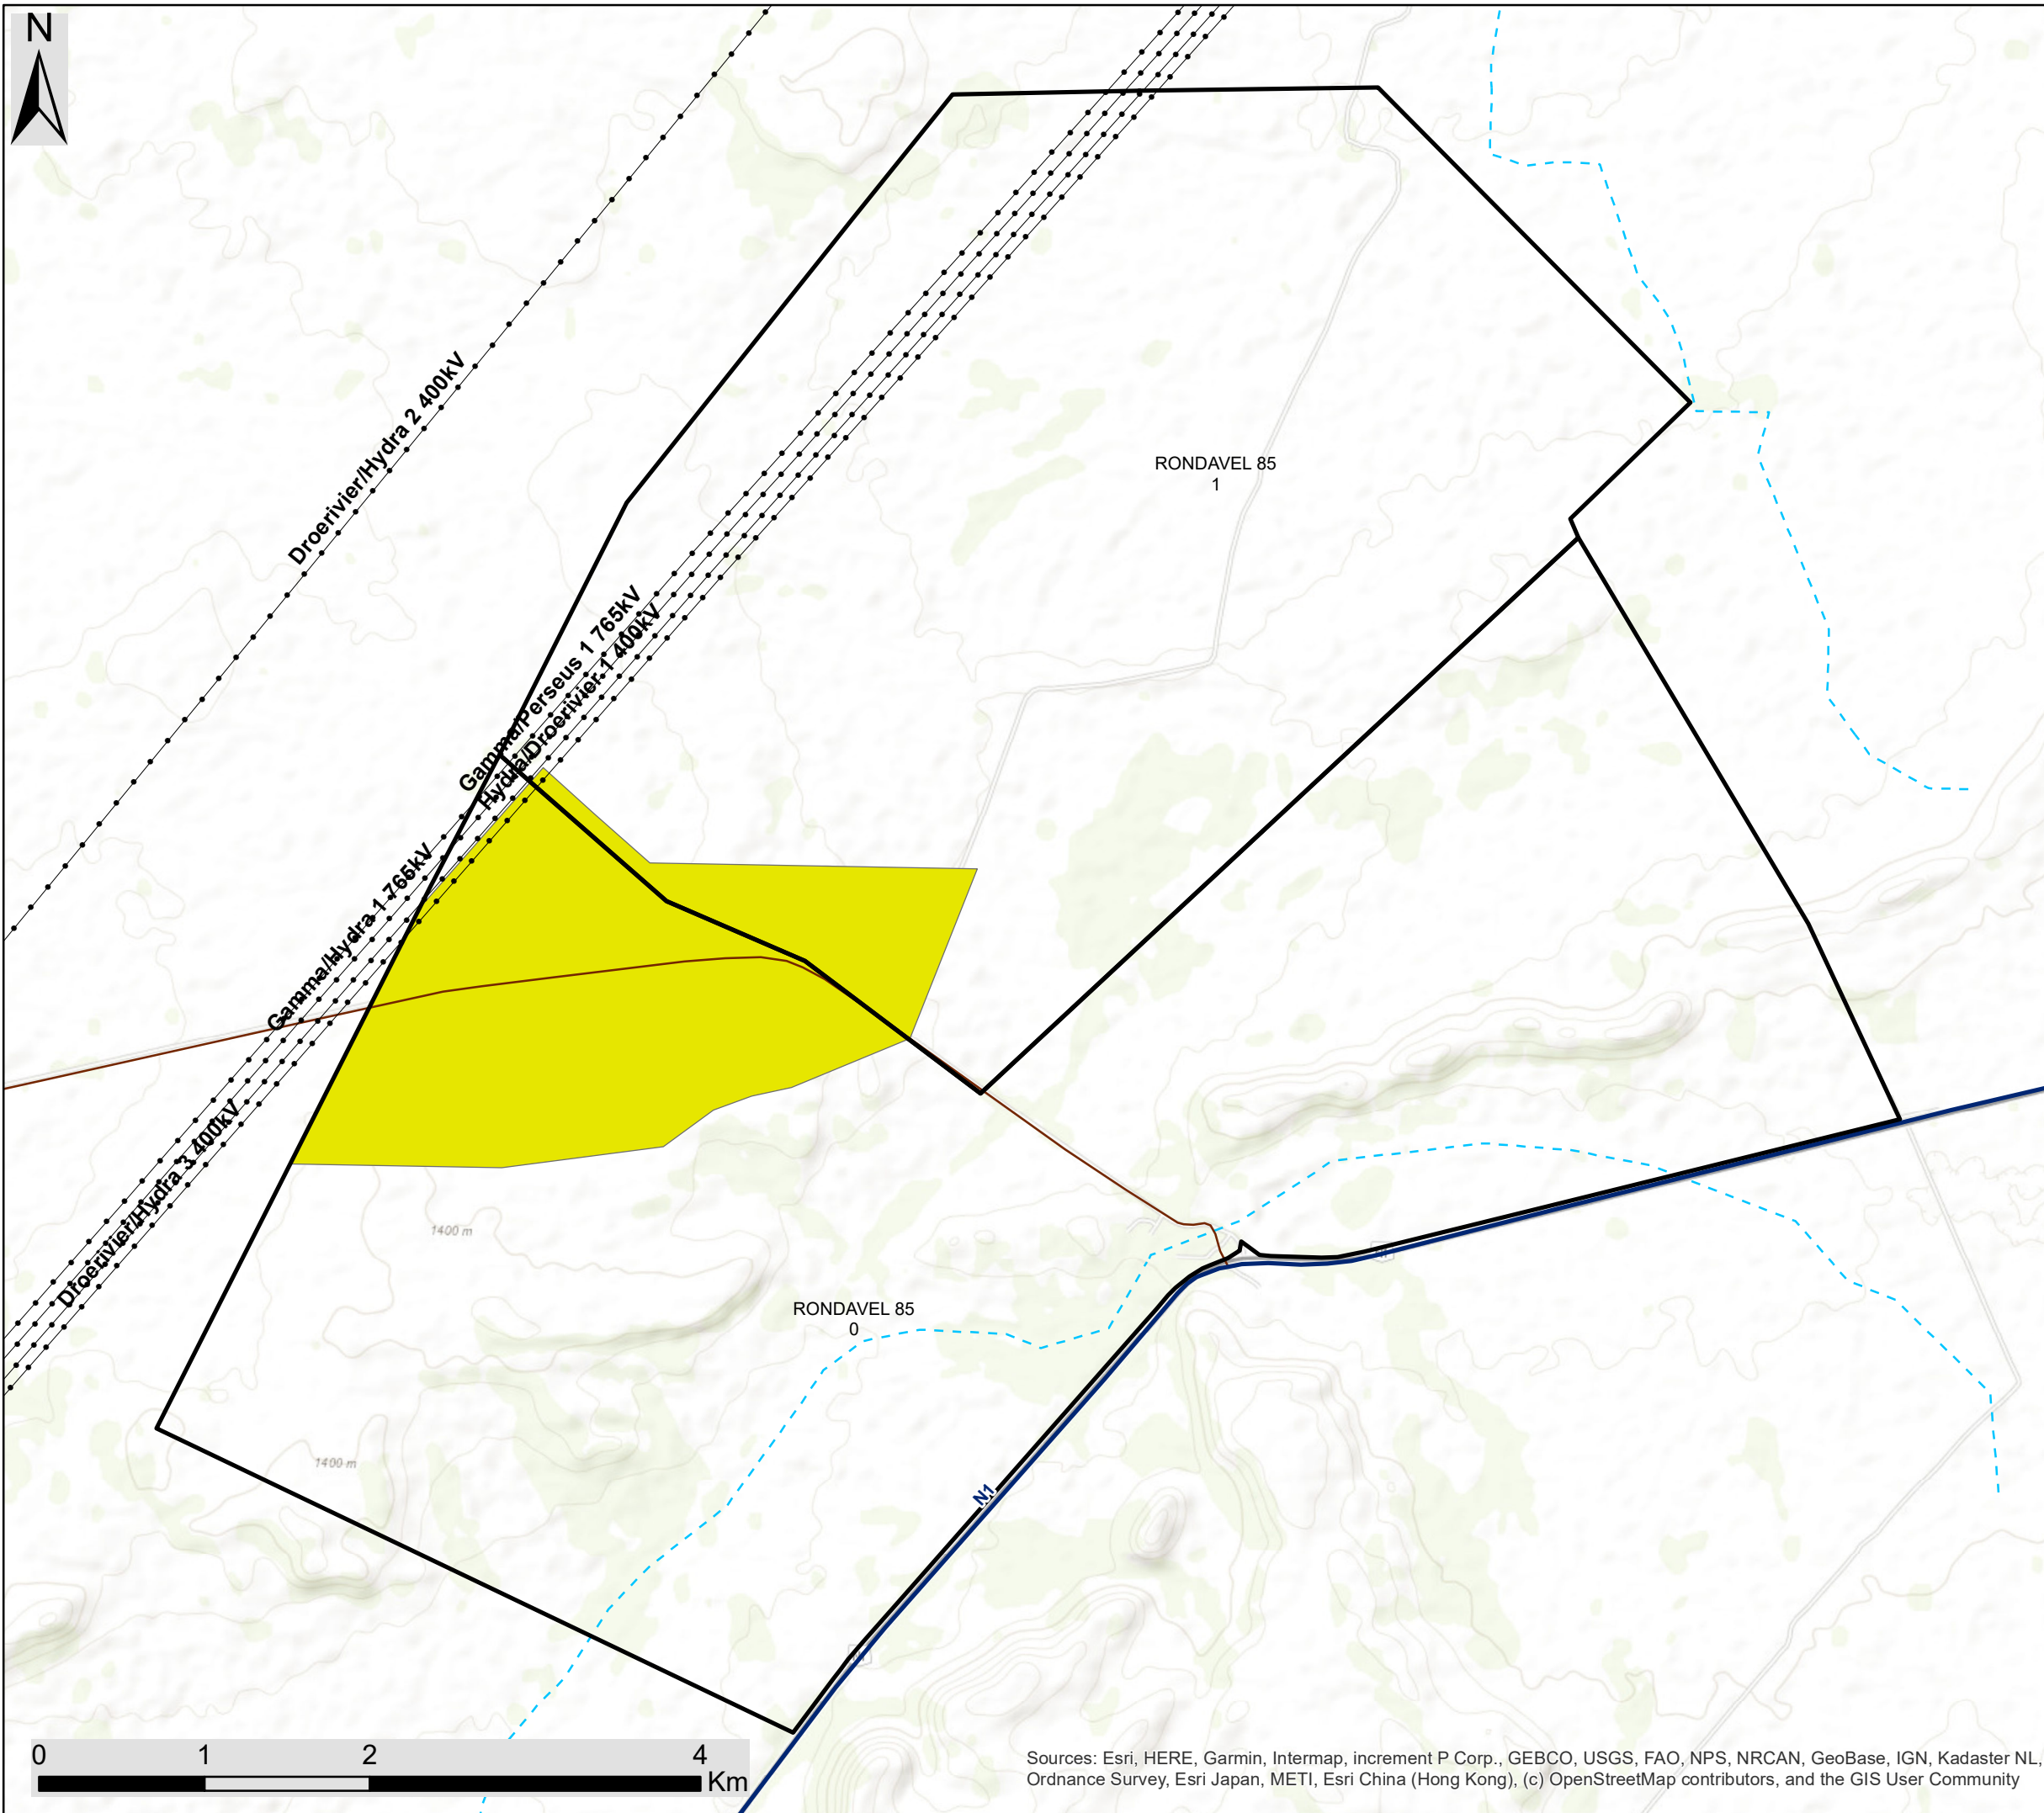 N
Droerivier/Hydra 2 400kV
RONDAVEL 85
1
Gamma/Perseus 1 765kV
Hydra/Droerivier 1 400kV
Gamma/Hydra 1 765kV
Droerivier/Hydra 3 400kV
1400 m
RONDAVEL 85
0
1400 m
N1
0 1 2 4
Km
Sources: Esri, HERE, Garmin, Intermap, increment P Corp., GEBCO, USGS, FAO, NPS, NRCAN, GeoBase, IGN, Kadaster NL,
Ordnance Survey, Esri Japan, METI, Esri China (Hong Kong), (c) OpenStreetMap contributors, and the GIS User Community